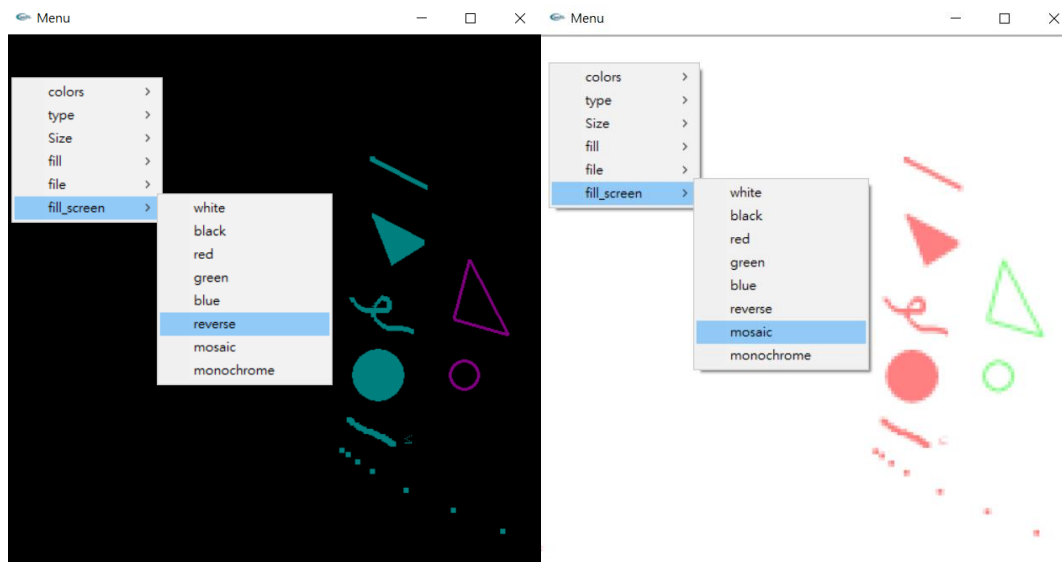 Menu
colors
type
Size
fill
file
fill_screen
white
black
red
green
blue
reverse
mosaic
monochrome
≤
Menu
colors
type
Size
fill
file
fill_screen
white
black
red
green
blue
reverse
mosaic
monochrome